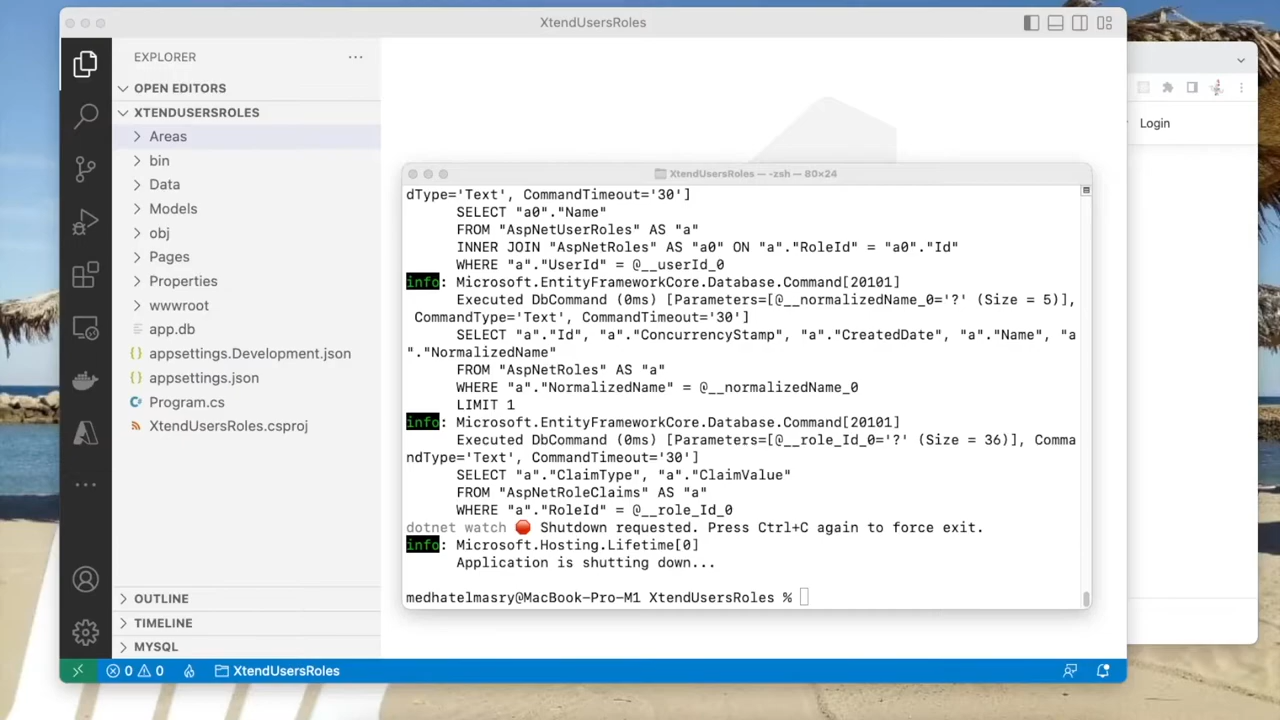 XtendUsersRoles
EXPLORER
OPEN EDITORS
XTENDUSERSROLES
Areas
bin
Data
Models
obj
Pages
Properties
wwwroot
app.db
appsettings.Development.json
appsettings.json
Program.cs
XtendUsersRoles.csproj
OUTLINE
TIMELINE
MYSQL
0 0 XtendUsersRoles
XtendUsersRoles — -zsh — 80×24
dType='Text', CommandTimeout='30']
SELECT "a0"."Name"
FROM "AspNetUserRoles" AS "a"
INNER JOIN "AspNetRoles" AS "a0" ON "a"."RoleId" = "a0"."Id"
WHERE "a"."UserId" = @__userId_0
info: Microsoft.EntityFrameworkCore.Database.Command[20101]
Executed DbCommand (0ms) [Parameters=[@__normalizedName_0='?' (Size = 5)],
CommandType='Text', CommandTimeout='30']
SELECT "a"."Id", "a"."ConcurrencyStamp", "a"."CreatedDate", "a"."Name", "a
"."NormalizedName"
FROM "AspNetRoles" AS "a"
WHERE "a"."NormalizedName" = @__normalizedName_0
LIMIT 1
info: Microsoft.EntityFrameworkCore.Database.Command[20101]
Executed DbCommand (0ms) [Parameters=[@__role_Id_0='?' (Size = 36)], Comma
ndType='Text', CommandTimeout='30']
SELECT "a"."ClaimType", "a"."ClaimValue"
FROM "AspNetRoleClaims" AS "a"
WHERE "a"."RoleId" = @__role_Id_0
dotnet watch 🛑 Shutdown requested. Press Ctrl+C again to force exit.
info: Microsoft.Hosting.Lifetime[0]
Application is shutting down...
medhatelmasry@MacBook-Pro-M1 XtendUsersRoles %
Login